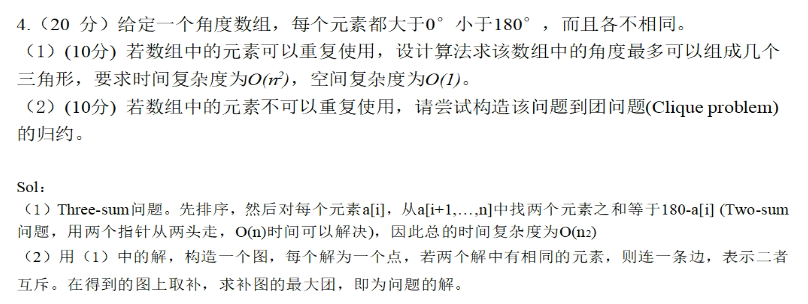 4.（20 分）给定一个角度数组，每个元素都大于0°小于180°，而且各不相同。
（1）(10分) 若数组中的元素可以重复使用，设计算法求该数组中的角度最多可以组成几个
三角形，要求时间复杂度为O(n²)，空间复杂度为O(1)。
（2）(10分) 若数组中的元素不可以重复使用，请尝试构造该问题到团问题(Clique problem)
的归约。
Sol：
（1）Three-sum问题。先排序，然后对每个元素a[i]，从a[i+1,…,n]中找两个元素之和等于180-a[i] (Two-sum
问题，用两个指针从两头走，O(n)时间可以解决)，因此总的时间复杂度为O(n₂)
（2）用（1）中的解，构造一个图，每个解为一个点，若两个解中有相同的元素，则连一条边，表示二者
互斥。在得到的图上取补，求补图的最大团，即为问题的解。